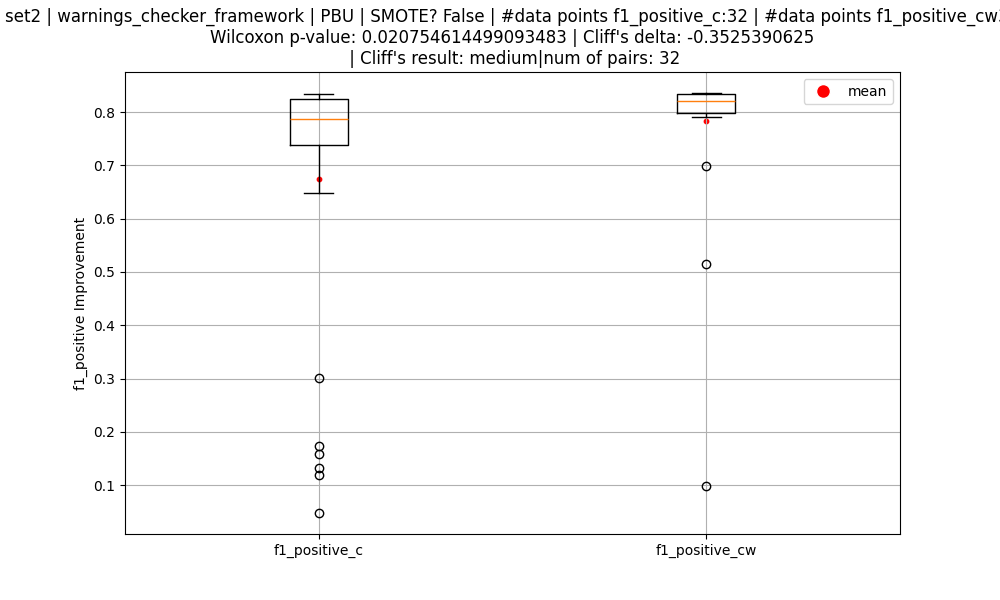 set2 | warnings_checker_framework | PBU | SMOTE? False | #data points f1_positive_c:32 | #data points f1_positive_cw
Wilcoxon p-value: 0.020754614499093483 | Cliff's delta: -0.3525390625
| Cliff's result: medium|num of pairs: 32
mean
0.8
0.7
0.6
0.5
0.4
0.3
0.2
0.1
f1_positive Improvement
f1_positive_c
f1_positive_cw